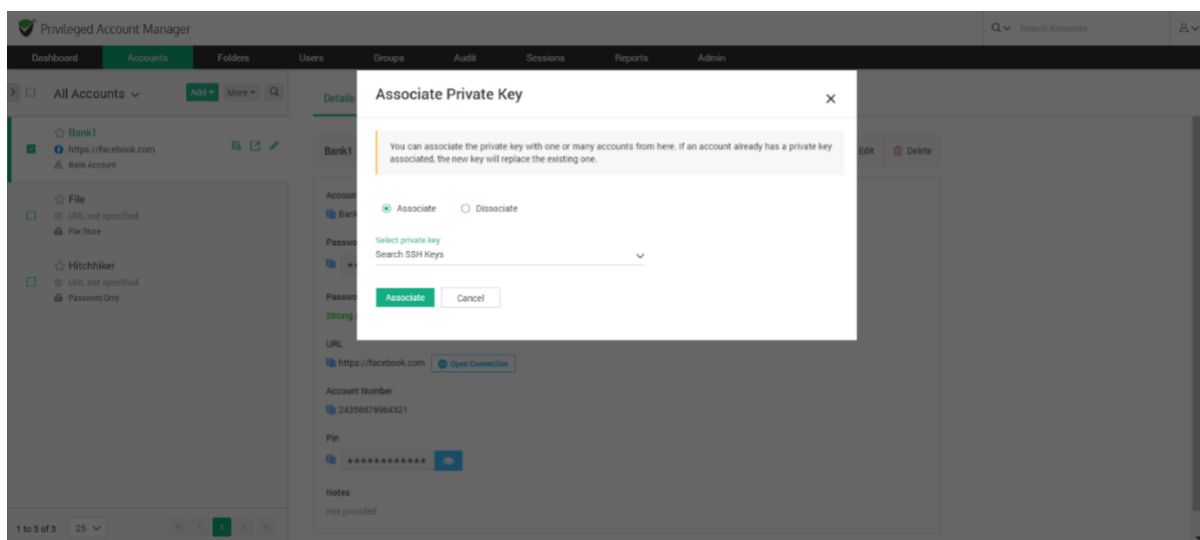 Privileged Account Manager
Search Accounts
Dashboard Accounts Folders Users Groups Audit Sessions Reports Admin
All Accounts
Add More
Bank1
https://facebook.com
Bank Account
File
URL not specified
File Store
Hitchhiker
URL not specified
Password Only
1 to 3 of 3 25
1
Details
Bank1
Edit Delete
Associate Private Key
You can associate the private key with one or many accounts from here. If an account already has a private key
associated, the new key will replace the existing one.
Associate Dissociate
Select private key
Search SSH Keys
Associate Cancel
Strong
URL
https://facebook.com Open Connection
Account Number
24356876964321
Pin
************
Notes
Not provided